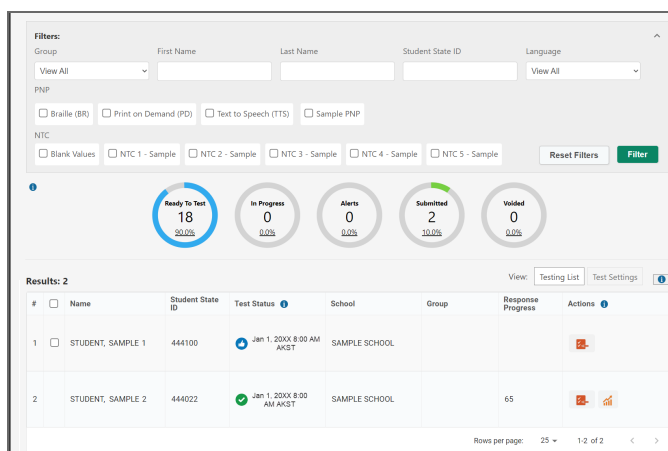 Filters:
Group First Name Last Name Student State ID Language
View All View All
PNP
Braille (BR) Print on Demand (PD) Text to Speech (TTS) Sample PNP
NTC
Blank Values NTC 1 - Sample NTC 2 - Sample NTC 3 - Sample NTC 4 - Sample NTC 5 - Sample Reset Filters Filter
Ready To Test In Progress Alerts Submitted Voided
18 0 0 2 0
90.0% 0.0% 0.0% 10.0% 0.0%
Results: 2 View: Testing List Test Settings
# Name Student State ID Test Status School Group Response Progress Actions
1 STUDENT, SAMPLE 1 444100 Jan 1, 20XX 8:00 AM AKST SAMPLE SCHOOL
2 STUDENT, SAMPLE 2 444022 Jan 1, 20XX 8:00 AM AKST SAMPLE SCHOOL 65
Rows per page: 25 1-2 of 2